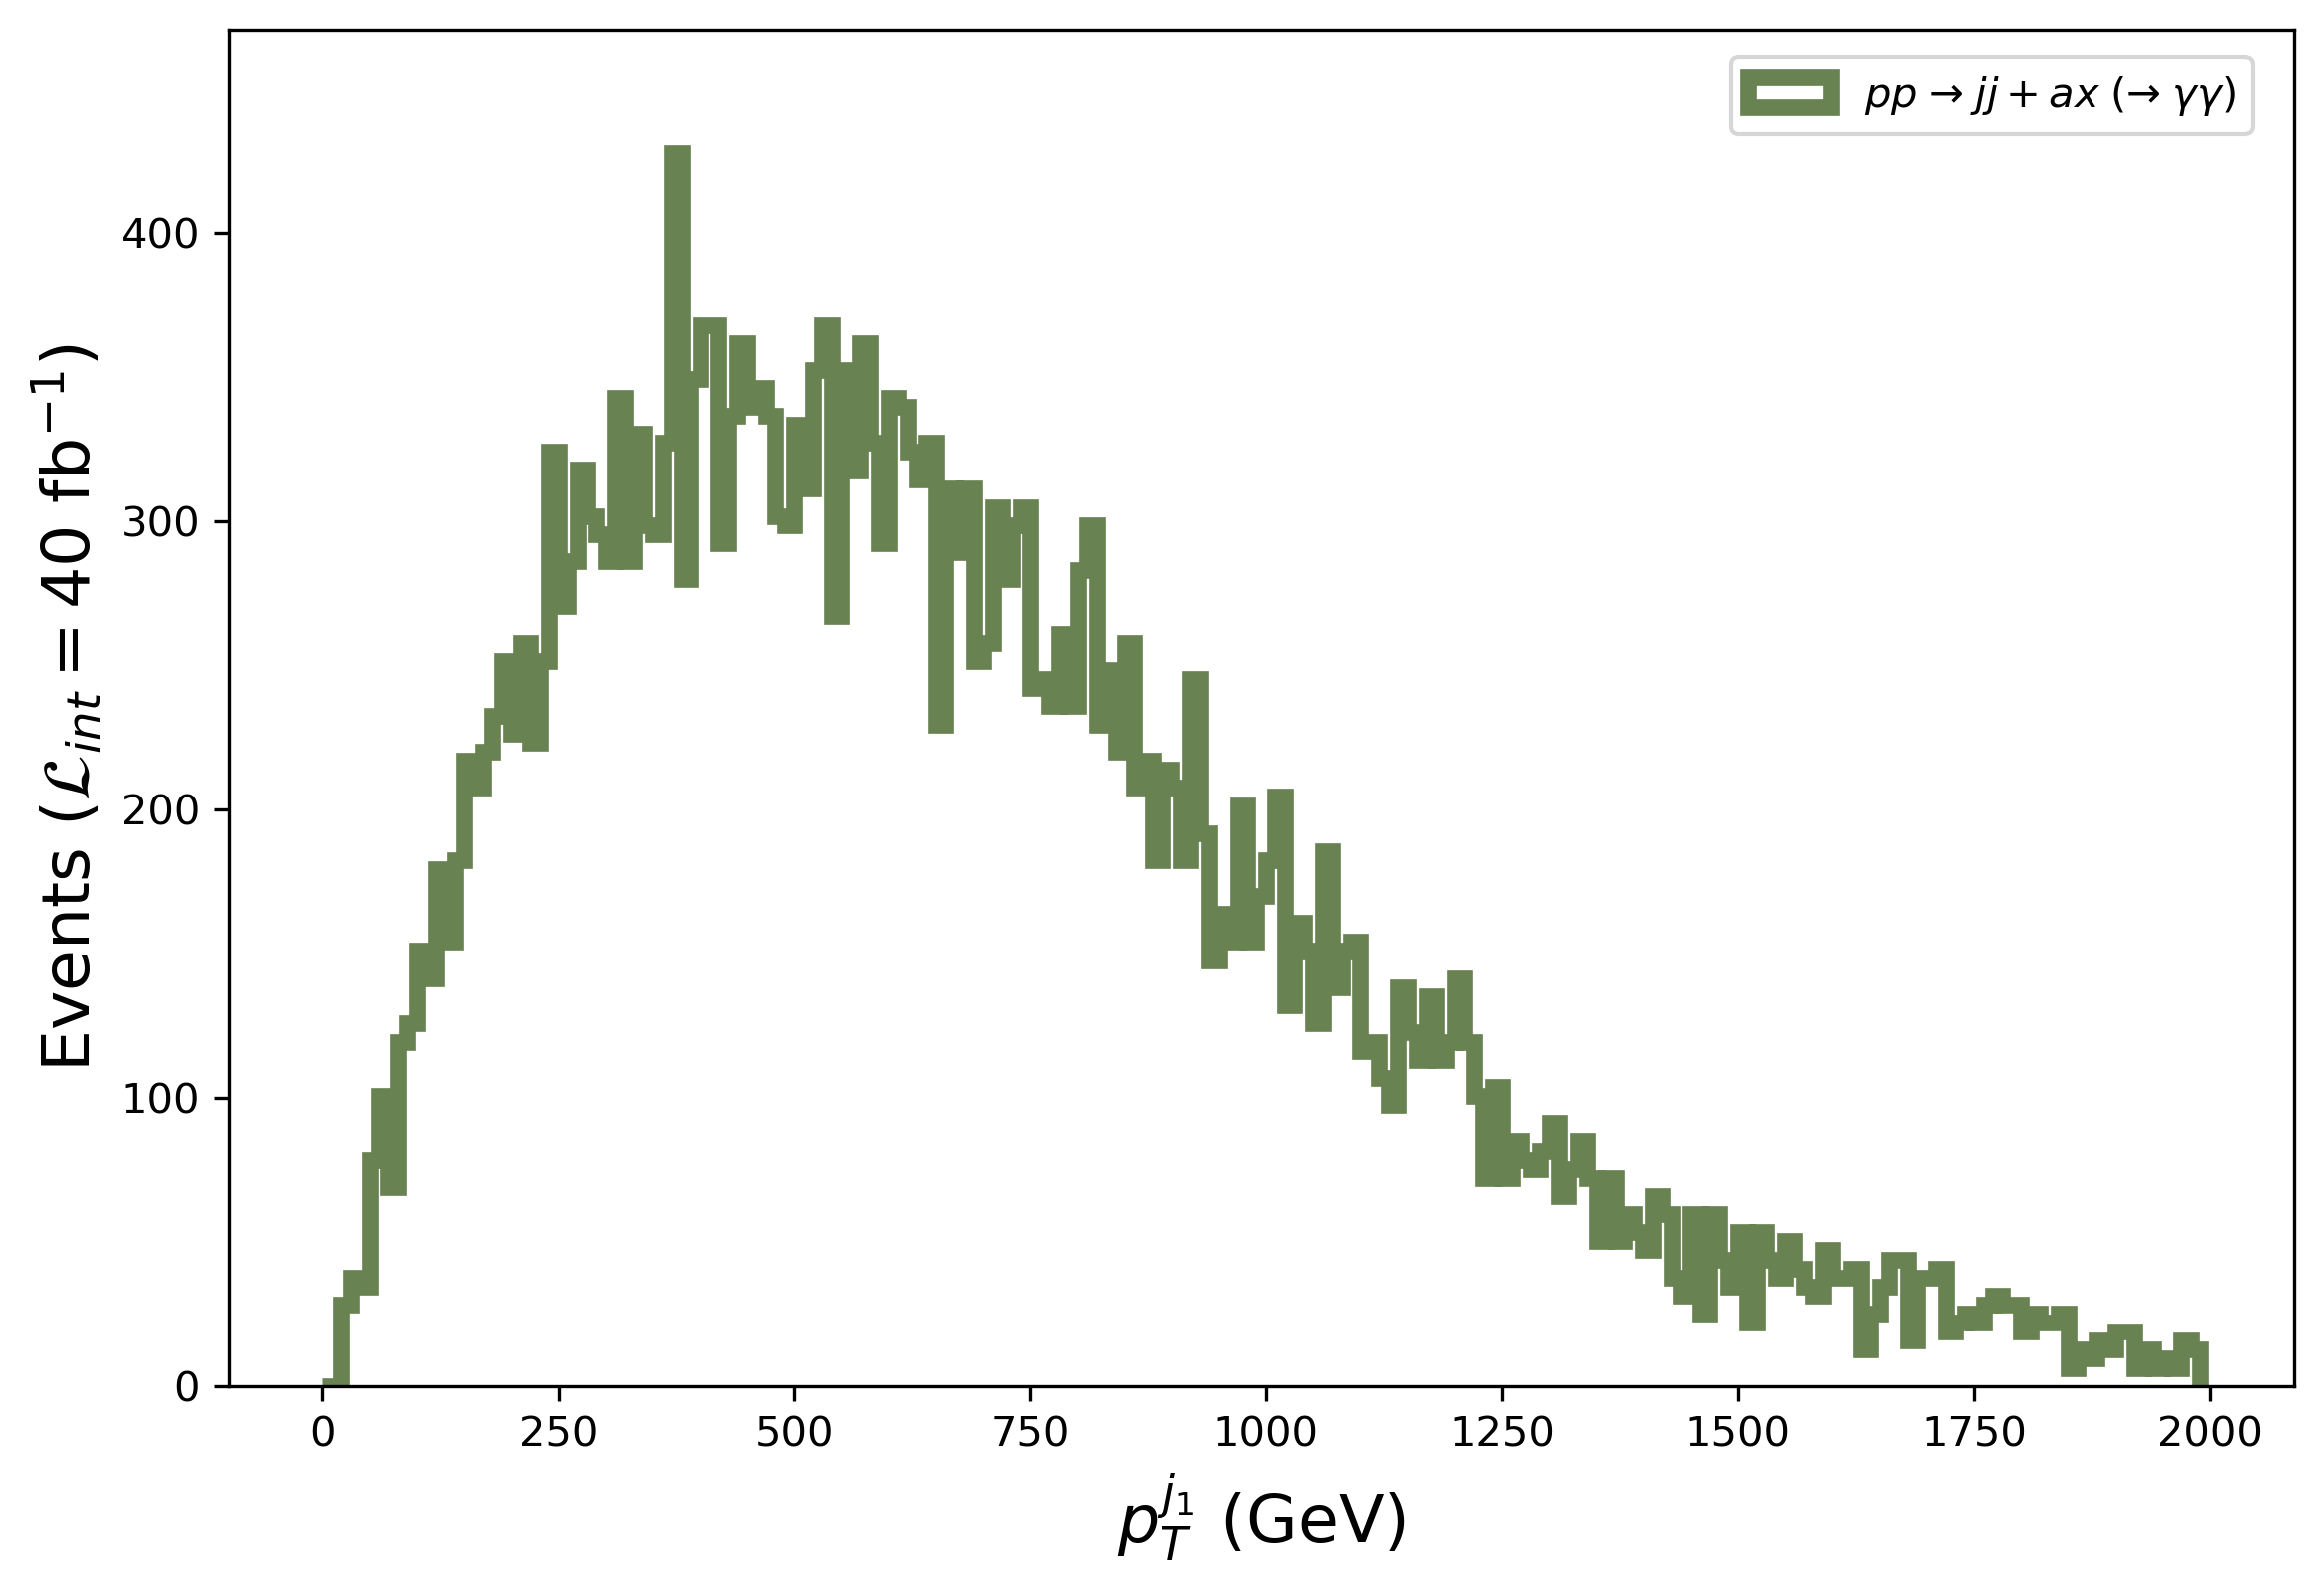 pp → jj + ax (→ γγ)
Events (ℒ_int = 40 fb⁻¹)
400
300
200
100
0
0 250 500 750 1000 1250 1500 1750 2000
p_T^{j_1} (GeV)